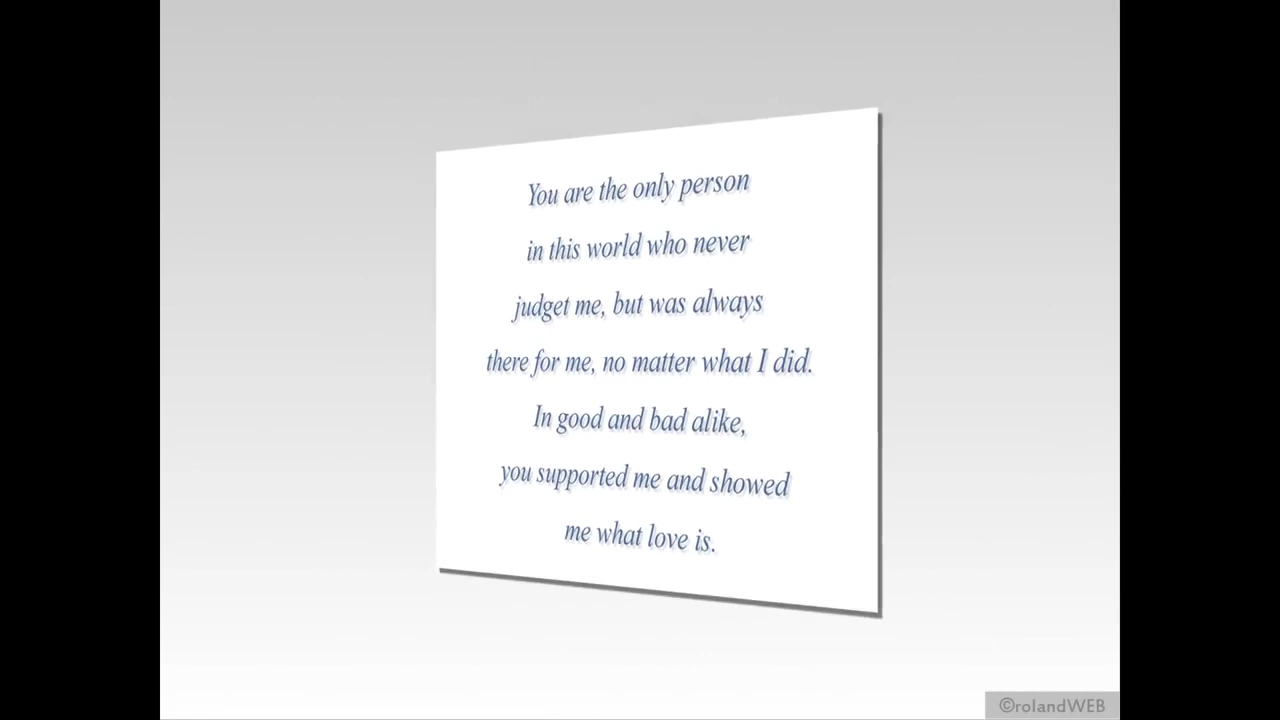 You are the only person
in this world who never
judget me, but was always
there for me, no matter what I did.
In good and bad alike,
you supported me and showed
me what love is.
©rolandWEB